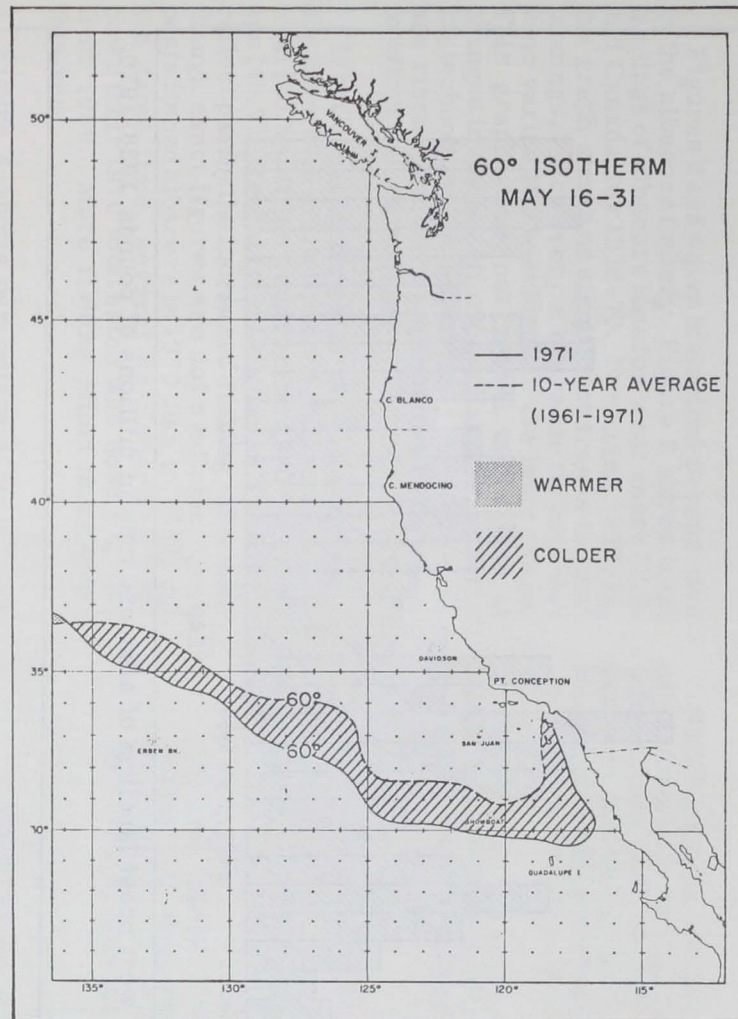 60° ISOTHERM
MAY 16-31
50°
VANCOUVER I.
45°
1971
10-YEAR AVERAGE
(1961-1971)
C. BLANCO
WARMER
C. MENDOCINO
40°
COLDER
35°
DAVIDSON
PT. CONCEPTION
60°
60°
ERBEN BK.
SAN JUAN
30°
SHOWBOAT
GUADALUPE I.
135°
130°
125°
120°
115°